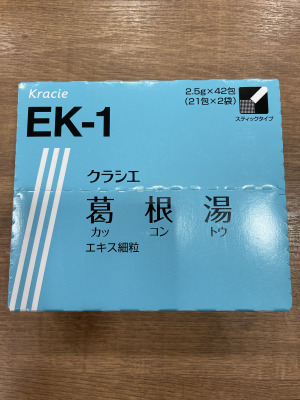 Kracie
EK-1
2.5g×42包
(21包×2袋)
スティックタイプ
クラシエ
葛根湯
カッ コン トウ
エキス細粒